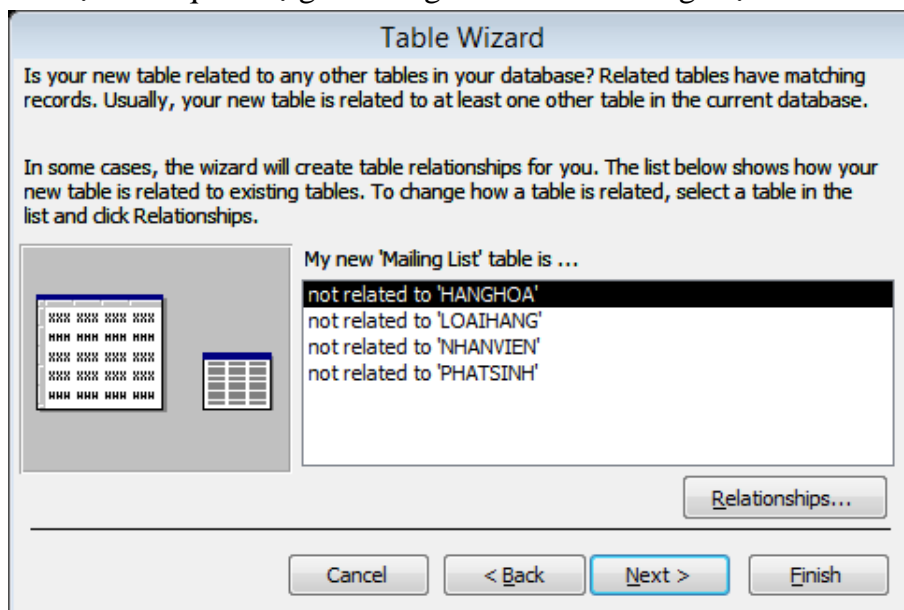 Table Wizard
Is your new table related to any other tables in your database? Related tables have matching
records. Usually, your new table is related to at least one other table in the current database.
In some cases, the wizard will create table relationships for you. The list below shows how your
new table is related to existing tables. To change how a table is related, select a table in the
list and click Relationships.
My new 'Mailing List' table is ...
not related to 'HANGHOA'
not related to 'LOAIHANG'
not related to 'NHANVIEN'
not related to 'PHATSINH'
Relationships...
Cancel
< Back
Next >
Finish